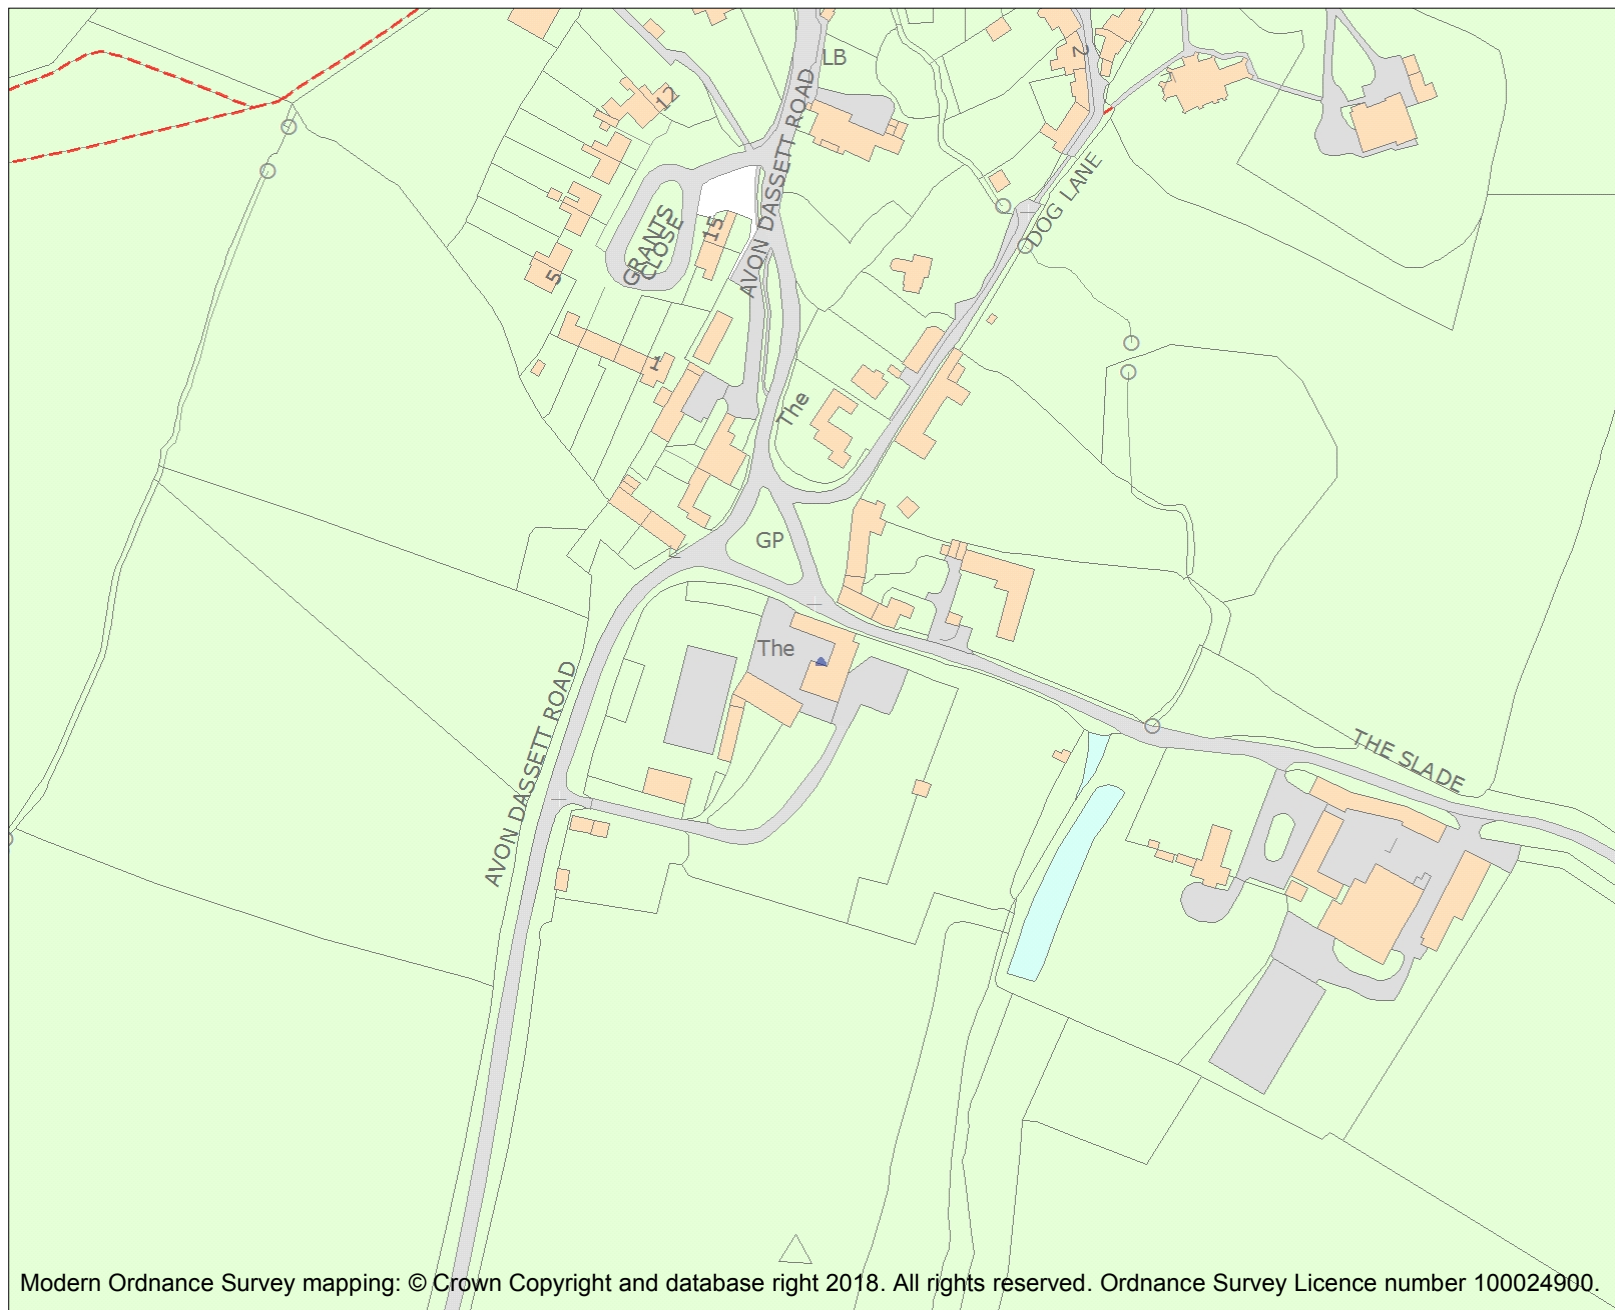 LB
2
12
AVON DASSETT ROAD
DOG LANE
15
GRANTS
CLOSE
5
1
The
GP
The
AVON DASSETT ROAD
THE SLADE
Modern Ordnance Survey mapping: © Crown Copyright and database right 2018. All rights reserved. Ordnance Survey Licence number 100024900.